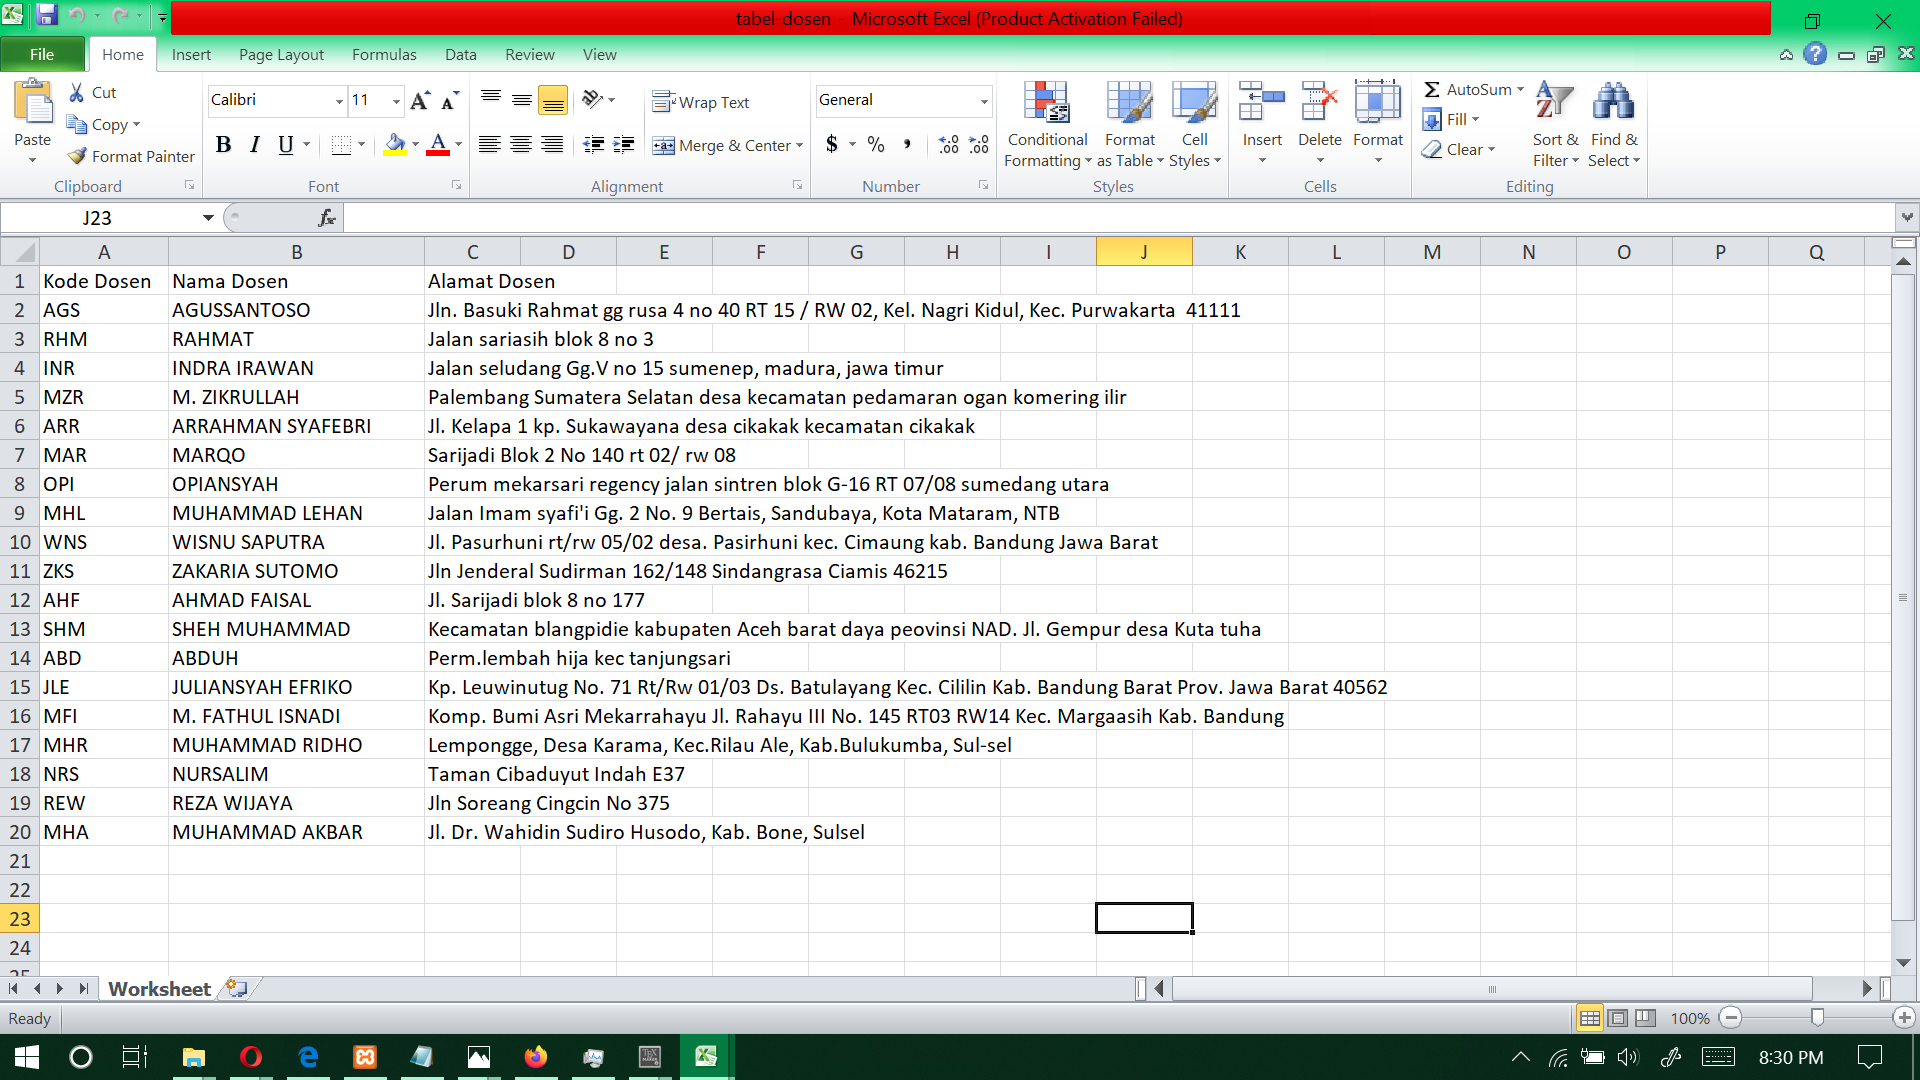 tabel-dosen - Microsoft Excel (Product Activation Failed)
File Home Insert Page Layout Formulas Data Review View
Paste
Cut
Copy
Format Painter
Clipboard
Calibri 11
B I U A
Font
Wrap Text
Merge & Center
Alignment
General
$ % ,
Number
Conditional Formatting
Format as Table
Cell Styles
Styles
Insert Delete Format
Cells
Σ AutoSum
Fill
Clear
Sort & Filter
Find & Select
Editing
J23 fx
A B C D E F G H I J K L M N O P Q
1 Kode Dosen Nama Dosen Alamat Dosen
2 AGS AGUSSANTOSO Jln. Basuki Rahmat gg rusa 4 no 40 RT 15 / RW 02, Kel. Nagri Kidul, Kec. Purwakarta  41111
3 RHM RAHMAT Jalan sariasih blok 8 no 3
4 INR INDRA IRAWAN Jalan seludang Gg.V no 15 sumenep, madura, jawa timur
5 MZR M. ZIKRULLAH Palembang Sumatera Selatan desa kecamatan pedamaran ogan komering ilir
6 ARR ARRAHMAN SYAFEBRI Jl. Kelapa 1 kp. Sukawayana desa cikakak kecamatan cikakak
7 MAR MARQO Sarijadi Blok 2 No 140 rt 02/ rw 08
8 OPI OPIANSYAH Perum mekarsari regency jalan sintren blok G-16 RT 07/08 sumedang utara
9 MHL MUHAMMAD LEHAN Jalan Imam syafi'i Gg. 2 No. 9 Bertais, Sandubaya, Kota Mataram, NTB
10 WNS WISNU SAPUTRA Jl. Pasurhuni rt/rw 05/02 desa. Pasirhuni kec. Cimaung kab. Bandung Jawa Barat
11 ZKS ZAKARIA SUTOMO Jln Jenderal Sudirman 162/148 Sindangrasa Ciamis 46215
12 AHF AHMAD FAISAL Jl. Sarijadi blok 8 no 177
13 SHM SHEH MUHAMMAD Kecamatan blangpidie kabupaten Aceh barat daya peovinsi NAD. Jl. Gempur desa Kuta tuha
14 ABD ABDUH Perm.lembah hija kec tanjungsari
15 JLE JULIANSYAH EFRIKO Kp. Leuwinutug No. 71 Rt/Rw 01/03 Ds. Batulayang Kec. Cililin Kab. Bandung Barat Prov. Jawa Barat 40562
16 MFI M. FATHUL ISNADI Komp. Bumi Asri Mekarrahayu Jl. Rahayu III No. 145 RT03 RW14 Kec. Margaasih Kab. Bandung
17 MHR MUHAMMAD RIDHO Lempongge, Desa Karama, Kec.Rilau Ale, Kab.Bulukumba, Sul-sel
18 NRS NURSALIM Taman Cibaduyut Indah E37
19 REW REZA WIJAYA Jln Soreang Cingcin No 375
20 MHA MUHAMMAD AKBAR Jl. Dr. Wahidin Sudiro Husodo, Kab. Bone, Sulsel
21
22
23
24
25
Worksheet
Ready 100%
8:30 PM